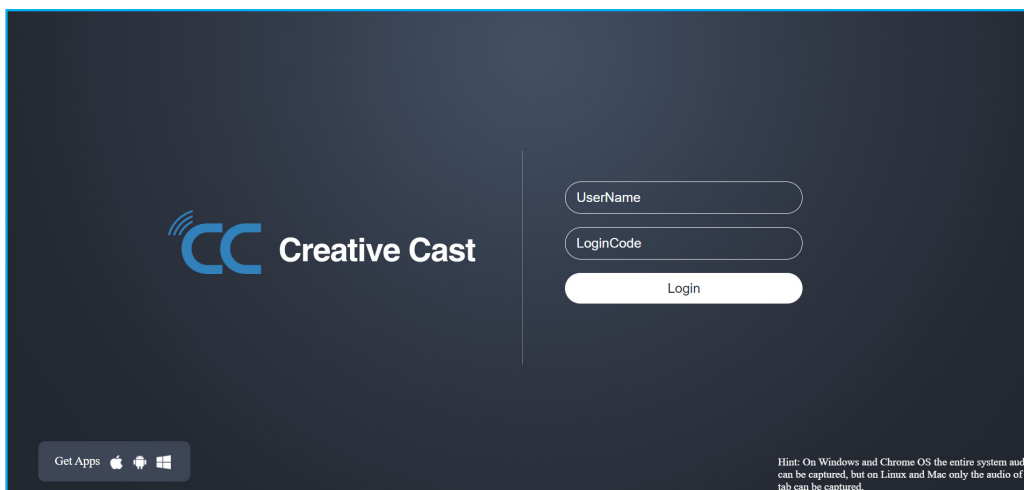 CC Creative Cast
UserName
LoginCode
Login
Get Apps
Hint: On Windows and Chrome OS the entire system aud
can be captured, but on Linux and Mac only the audio of
tab can be captured.